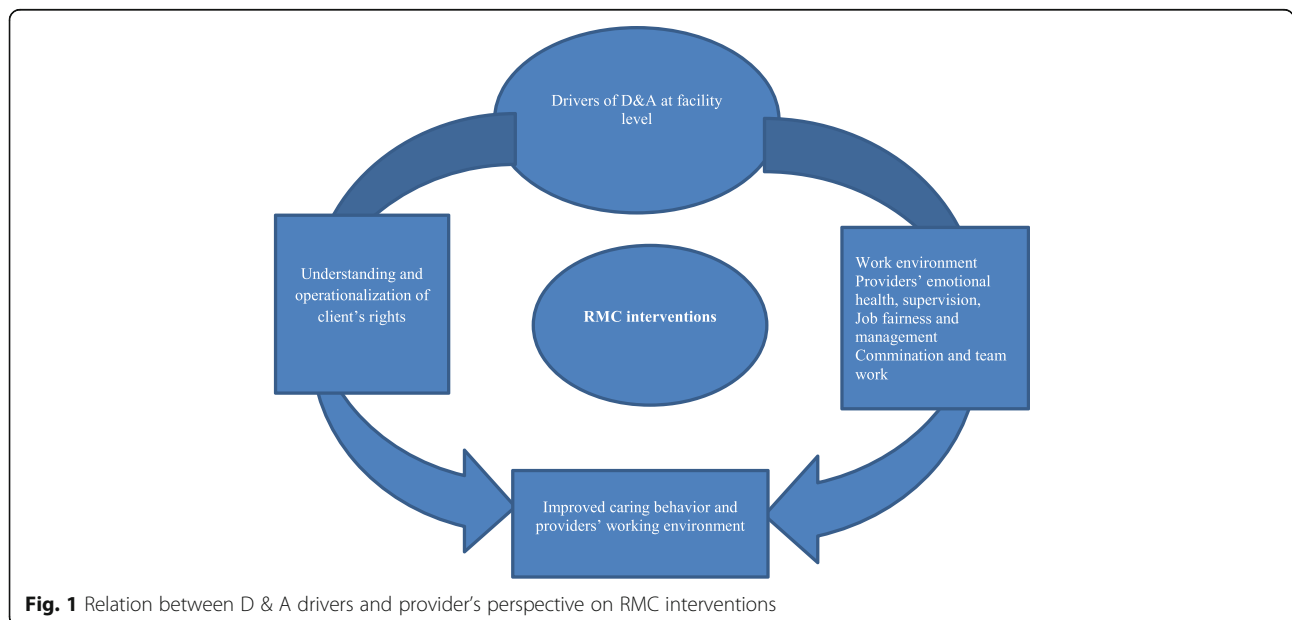 Drivers of D&A at facility
level
Understanding and
operationalization of
client's rights
RMC interventions
Work environment
Providers' emotional
health, supervision,
Job fairness and
management
Commination and team
work
Improved caring behavior and
providers' working environment
Fig. 1 Relation between D & A drivers and provider's perspective on RMC interventions